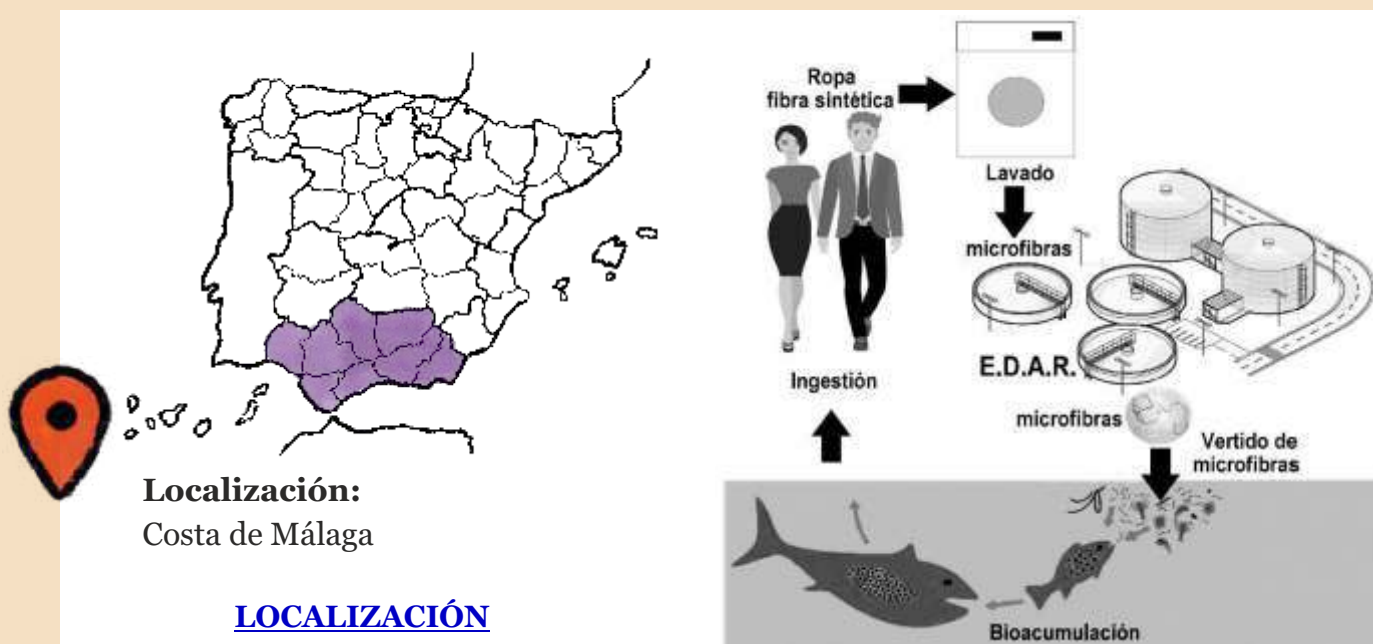 Localización:
Costa de Málaga
LOCALIZACIÓN
Ropa
fibra sintética
Lavado
microfibras
E.D.A.R.
microfibras
Vertido de
microfibras
Bioacumulación
Ingestión